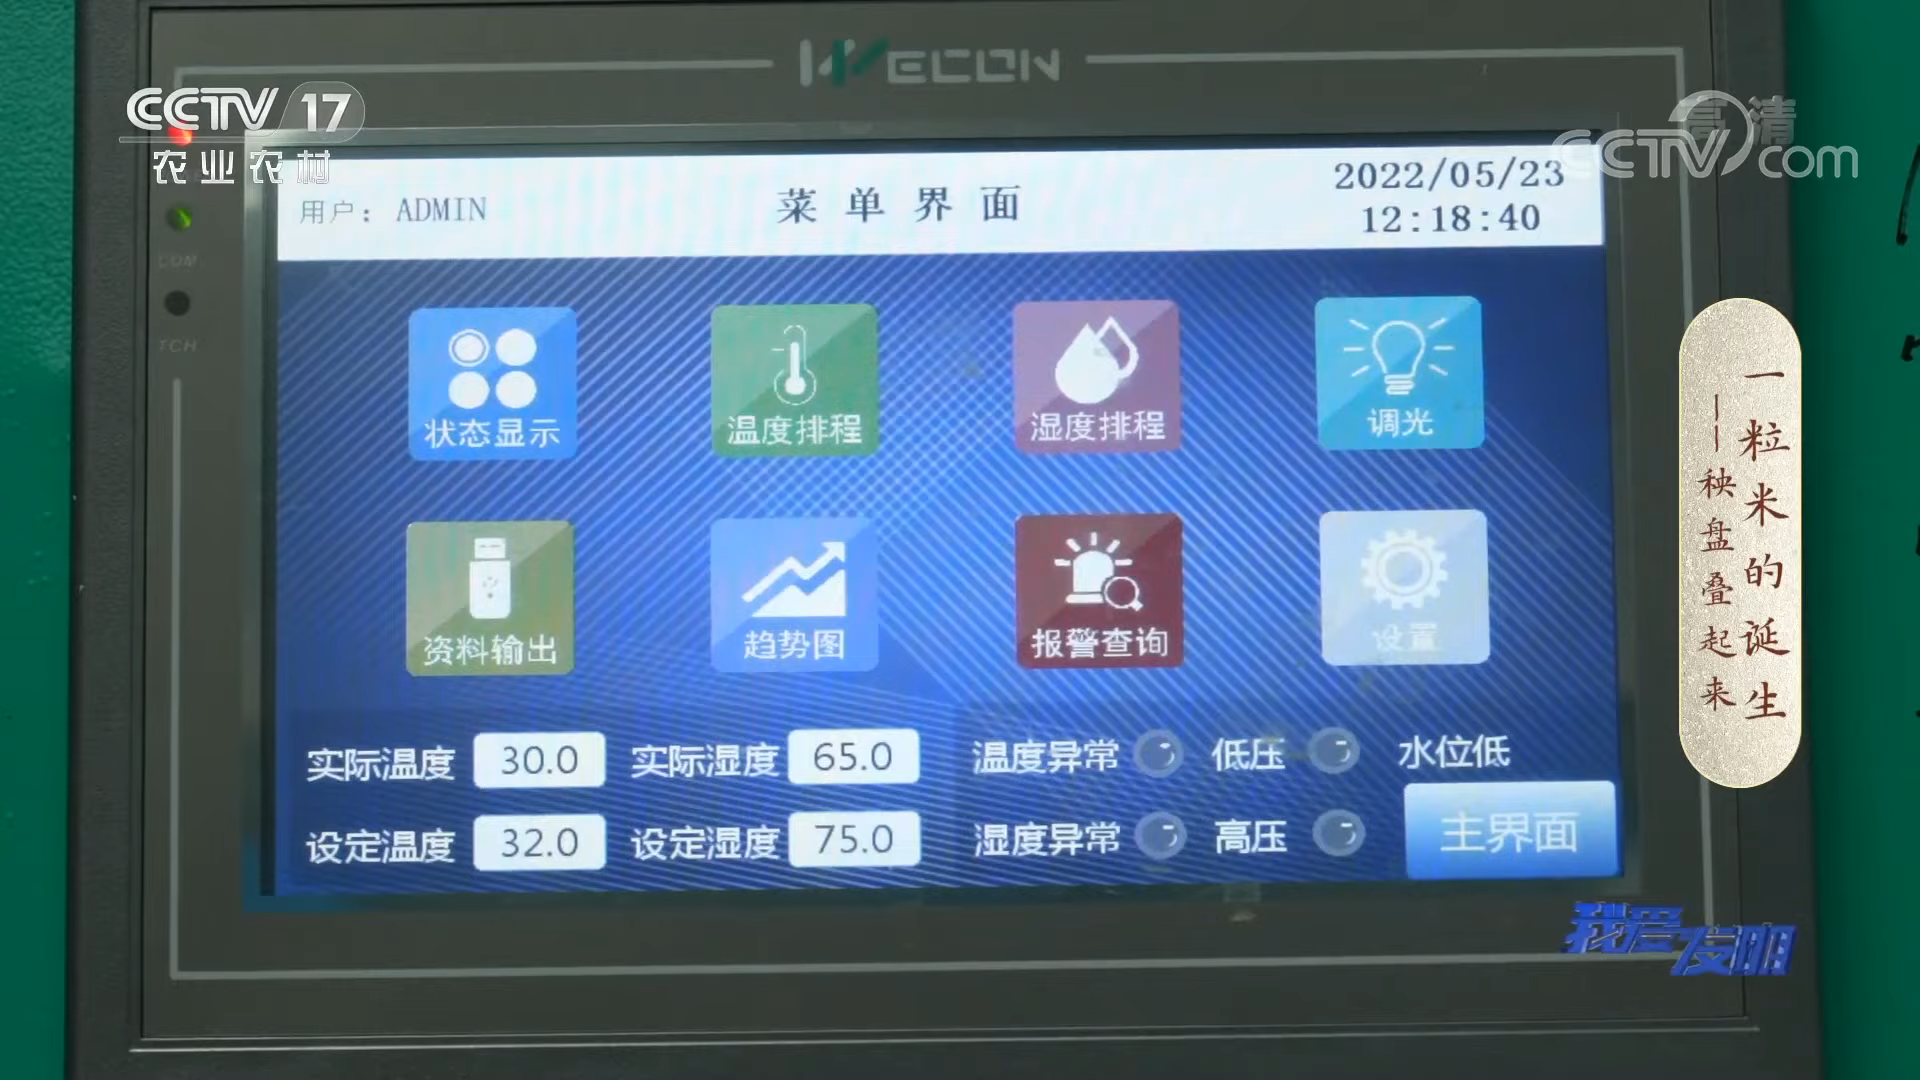 WECON
CCTV 17
农业农村
高清
CCTV com
COM
TCH
用户：ADMIN
菜单界面
2022/05/23
12:18:40
状态显示
温度排程
湿度排程
调光
资料输出
趋势图
报警查询
设置
实际温度 30.0 实际湿度 65.0 温度异常 低压 水位低
设定温度 32.0 设定湿度 75.0 湿度异常 高压 主界面
一粒米的诞生
——秧盘叠起来
我爱发明